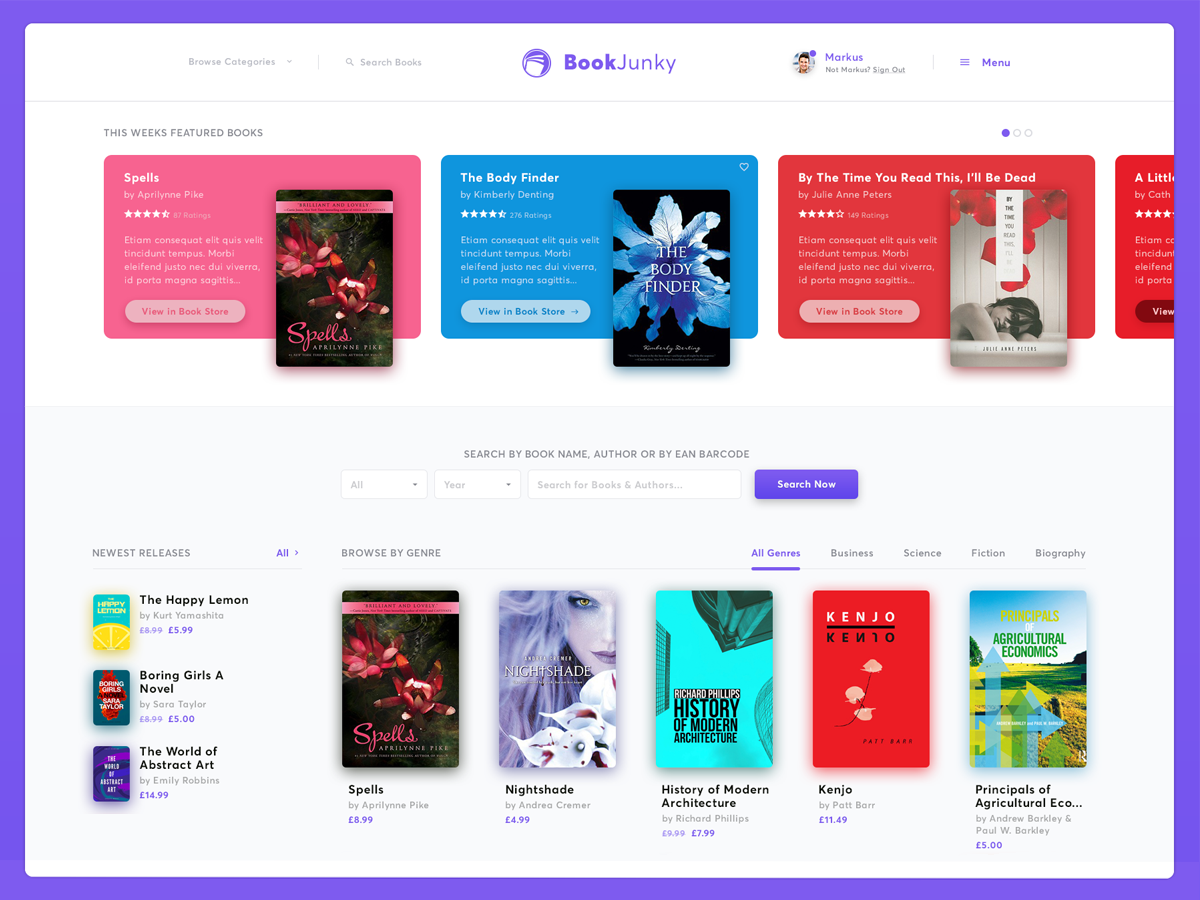 Browse Categories
Search Books
BookJunky
Markus
Not Markus? Sign Out
Menu
THIS WEEKS FEATURED BOOKS
Spells
by Aprilynne Pike
87 Ratings
Etiam consequat elit quis velit
tincidunt tempus. Morbi
eleifend justo nec dui viverra,
id porta magna sagittis...
View in Book Store
"BRILLIANT AND LOVELY."
Spells
APRILYNNE PIKE
The Body Finder
by Kimberly Denting
276 Ratings
Etiam consequat elit quis velit
tincidunt tempus. Morbi
eleifend justo nec dui viverra,
id porta magna sagittis...
View in Book Store →
THE
BODY
FINDER
Kimberly Derting
By The Time You Read This, I'll Be Dead
by Julie Anne Peters
149 Ratings
Etiam consequat elit quis velit
tincidunt tempus. Morbi
eleifend justo nec dui viverra,
id porta magna sagittis...
View in Book Store
BY
THE
TIME
YOU
READ
THIS,
I'LL
BE
JULIE ANNE PETERS
A Little
by Cath
Etiam co
tincidunt
eleifend
id porta
View
SEARCH BY BOOK NAME, AUTHOR OR BY EAN BARCODE
All
Year
Search for Books & Authors...
Search Now
NEWEST RELEASES
All >
THE
HAPPY
LEMON
The Happy Lemon
by Kurt Yamashita
£8.99 £5.99
BORING
GIRLS
A NOVEL
SARA
TAYLOR
Boring Girls A
Novel
by Sara Taylor
£8.99 £5.00
THE
WORLD
OF
ABSTRACT
ART
The World of
Abstract Art
by Emily Robbins
£14.99
BROWSE BY GENRE
All Genres
Business
Science
Fiction
Biography
"BRILLIANT AND LOVELY."
Spells
APRILYNNE PIKE
Spells
by Aprilynne Pike
£8.99
ANDREA CREMER
NIGHTSHADE
Nightshade
by Andrea Cremer
£4.99
RICHARD PHILLIPS
HISTORY
OF MODERN
ARCHITECTURE
History of Modern
Architecture
by Richard Phillips
£9.99 £7.99
KENJO
KENJO
PATT BARR
Kenjo
by Patt Barr
£11.49
PRINCIPALS
OF
AGRICULTURAL
ECONOMICS
ANDREW BARKLEY and PAUL W. BARKLEY
Principals of
Agricultural Eco...
by Andrew Barkley &
Paul W. Barkley
£5.00